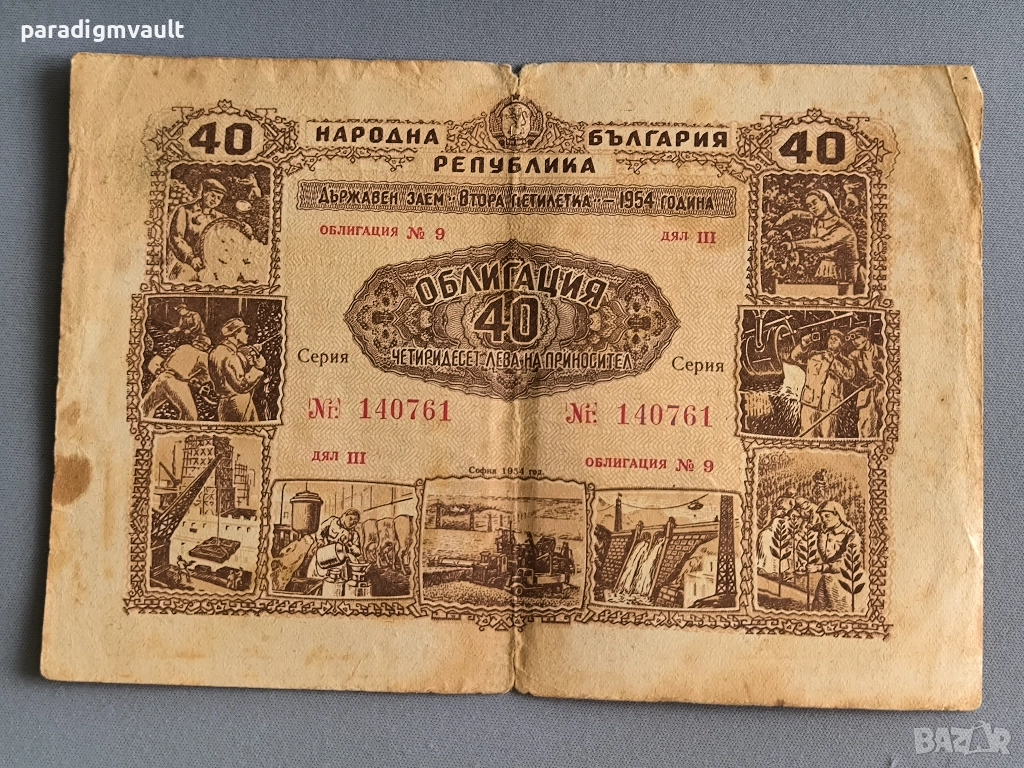 paradigmvault
40 НАРОДНА БЪЛГАРИЯ 40
РЕПУБЛИКА
ДЪРЖАВЕН ЗАЕМ "ВТОРА ПЕТИЛЕТКА" - 1954 ГОДИНА
ОБЛИГАЦИЯ № 9 ДЯЛ III
ОБЛИГАЦИЯ
40
ЧЕТИРИДЕСЕТ ЛЕВА НА ПРИНОСИТЕЛ
Серия Серия
№: 140761 №: 140761
ДЯЛ III ОБЛИГАЦИЯ № 9
София 1954 год.
BAZAR